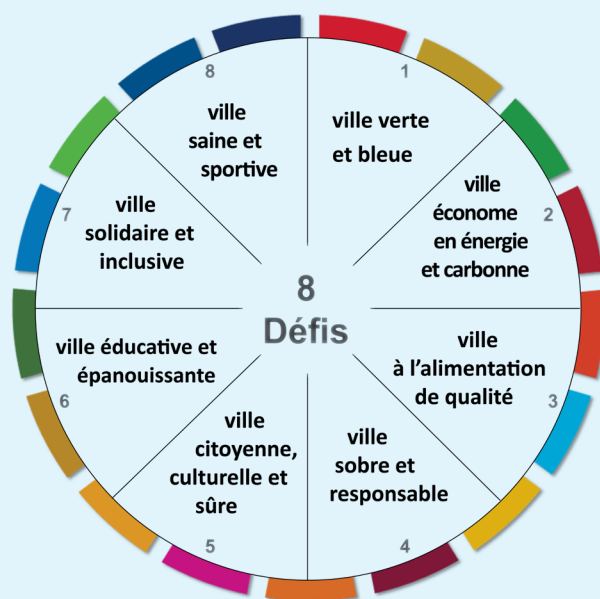 8
Défis
1
ville verte
et bleue
2
ville
économe
en énergie
et carbonne
3
ville
à l’alimentation
de qualité
4
ville
sobre et
responsable
5
ville
citoyenne,
culturelle et
sûre
6
ville éducative et
épanouissante
7
ville
solidaire et
inclusive
8
ville
saine et
sportive